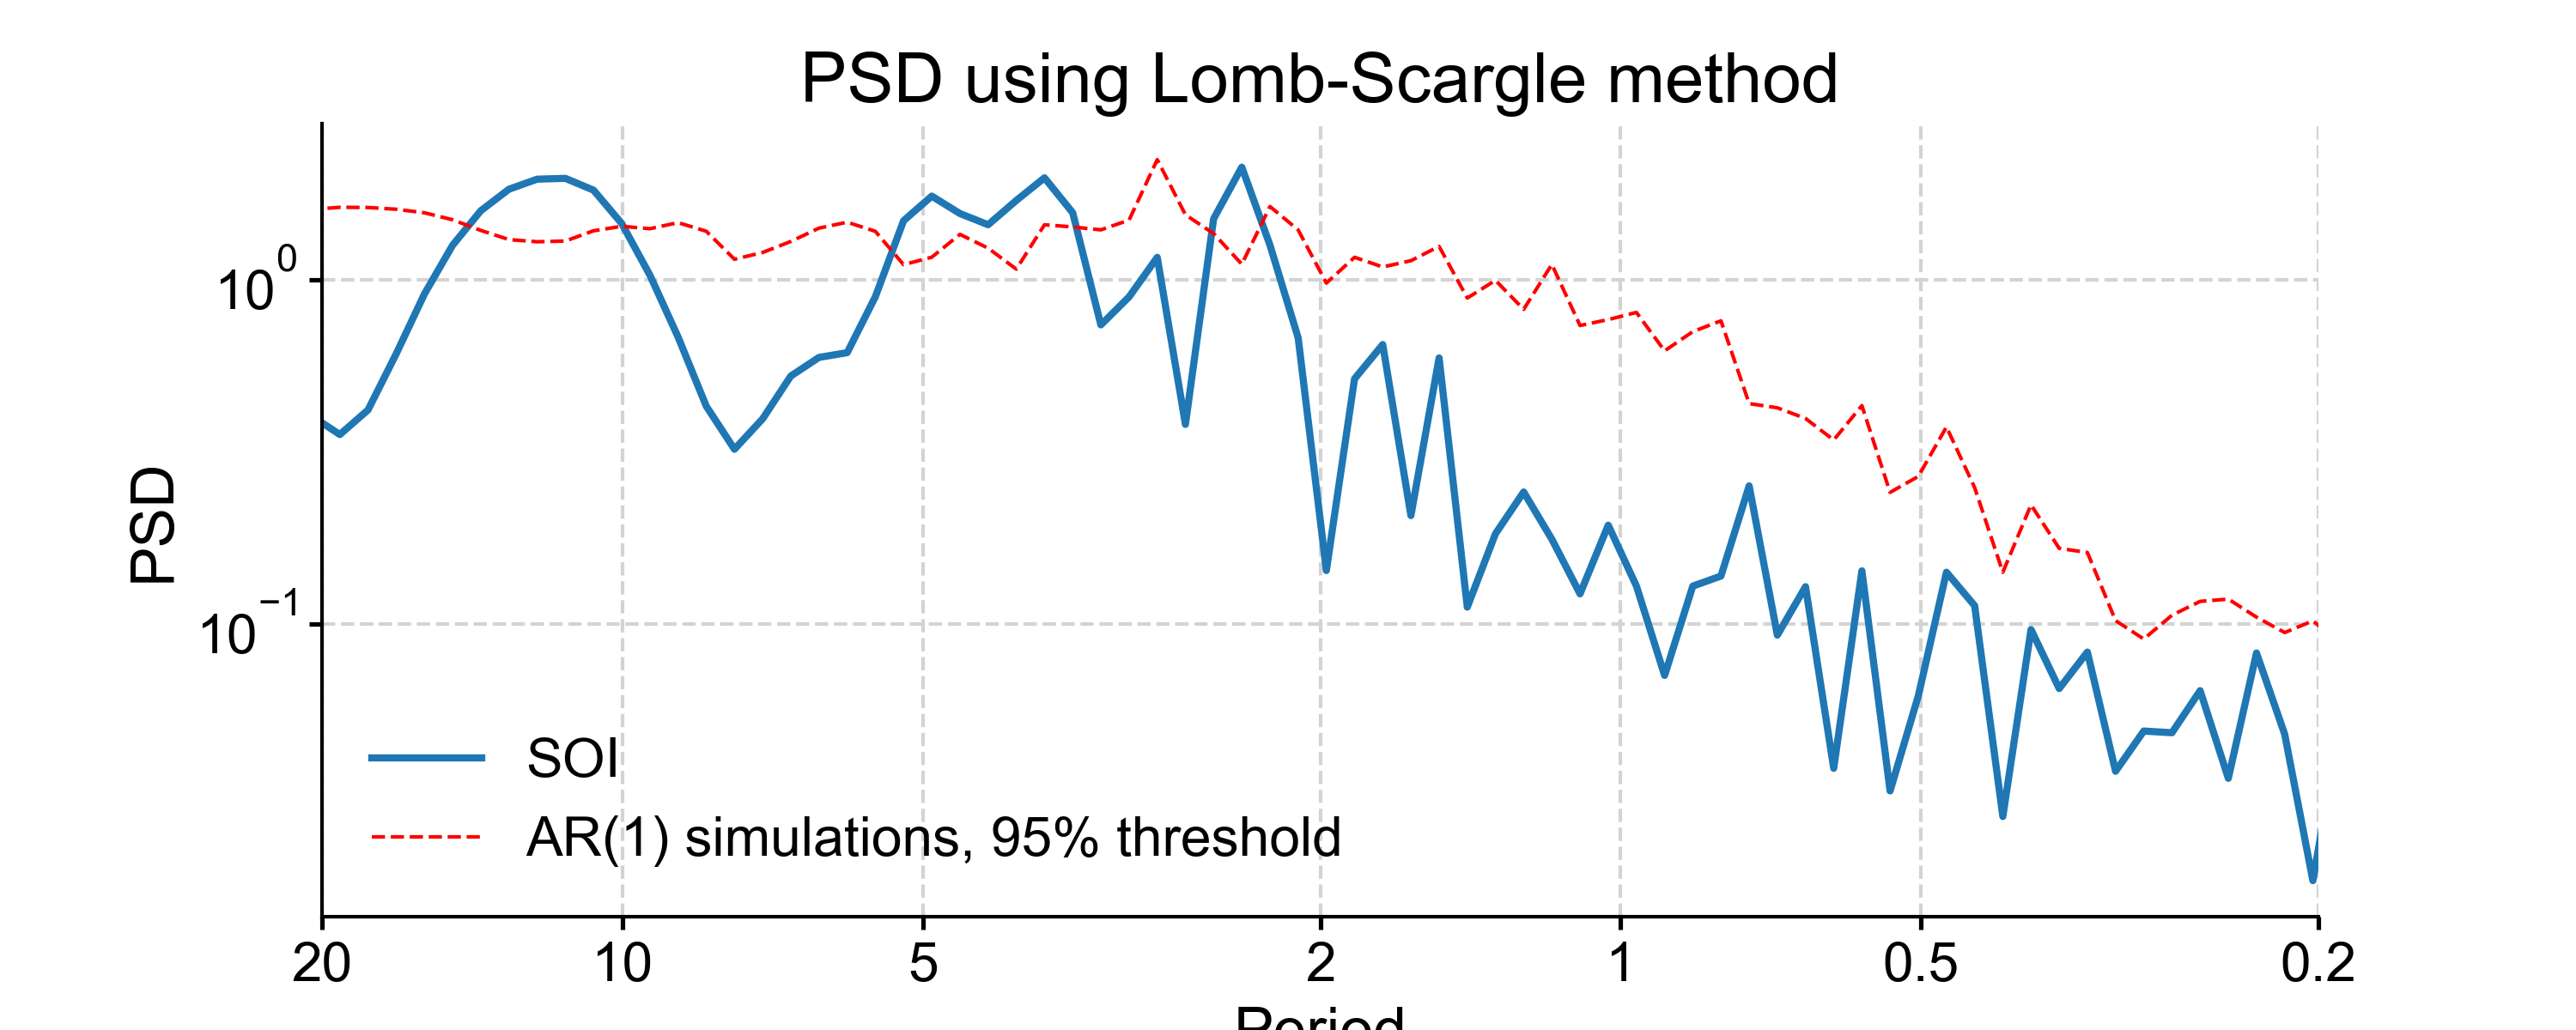 PSD using Lomb-Scargle method
PSD
10^0
10^−1
SOI
AR(1) simulations, 95% threshold
20 10 5 2 1 0.5 0.2
Period